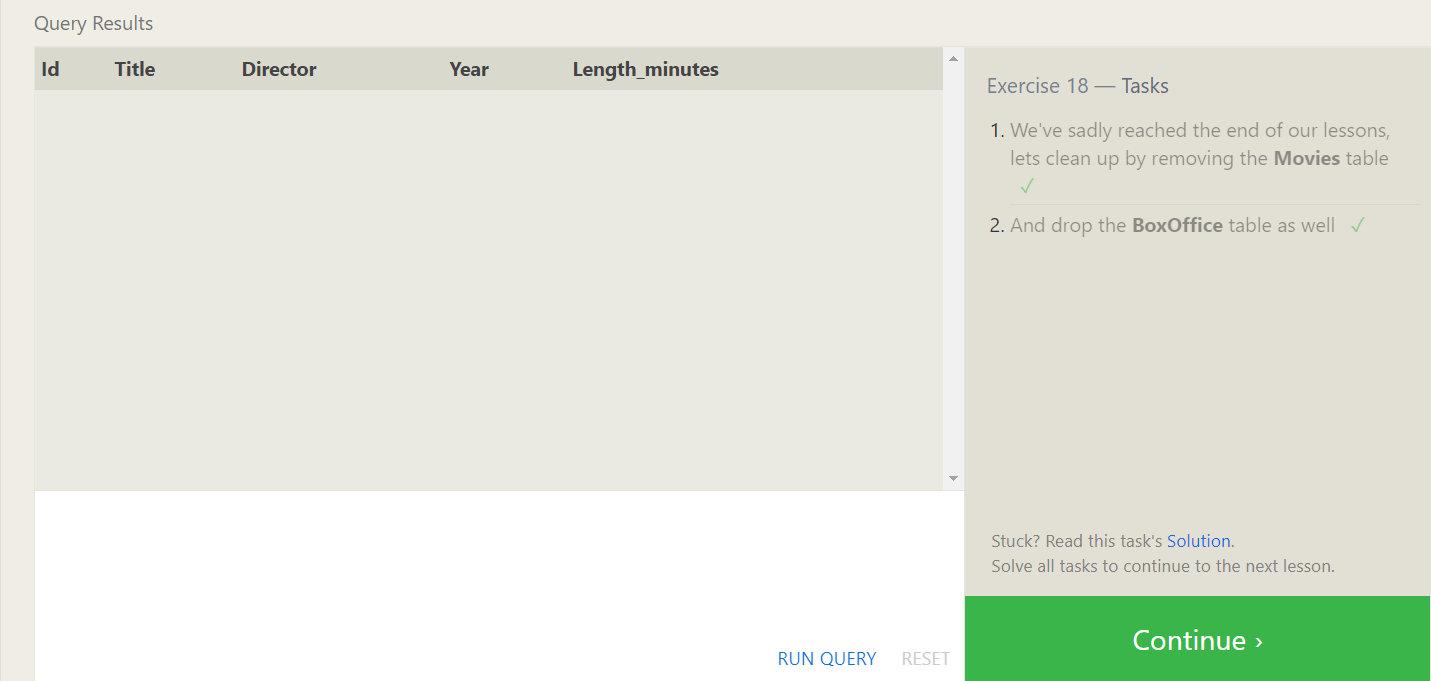 Query Results
Id Title Director Year Length_minutes
Exercise 18 — Tasks
1. We've sadly reached the end of our lessons,
lets clean up by removing the Movies table
✓
2. And drop the BoxOffice table as well ✓
Stuck? Read this task's Solution.
Solve all tasks to continue to the next lesson.
RUN QUERY RESET
Continue ›